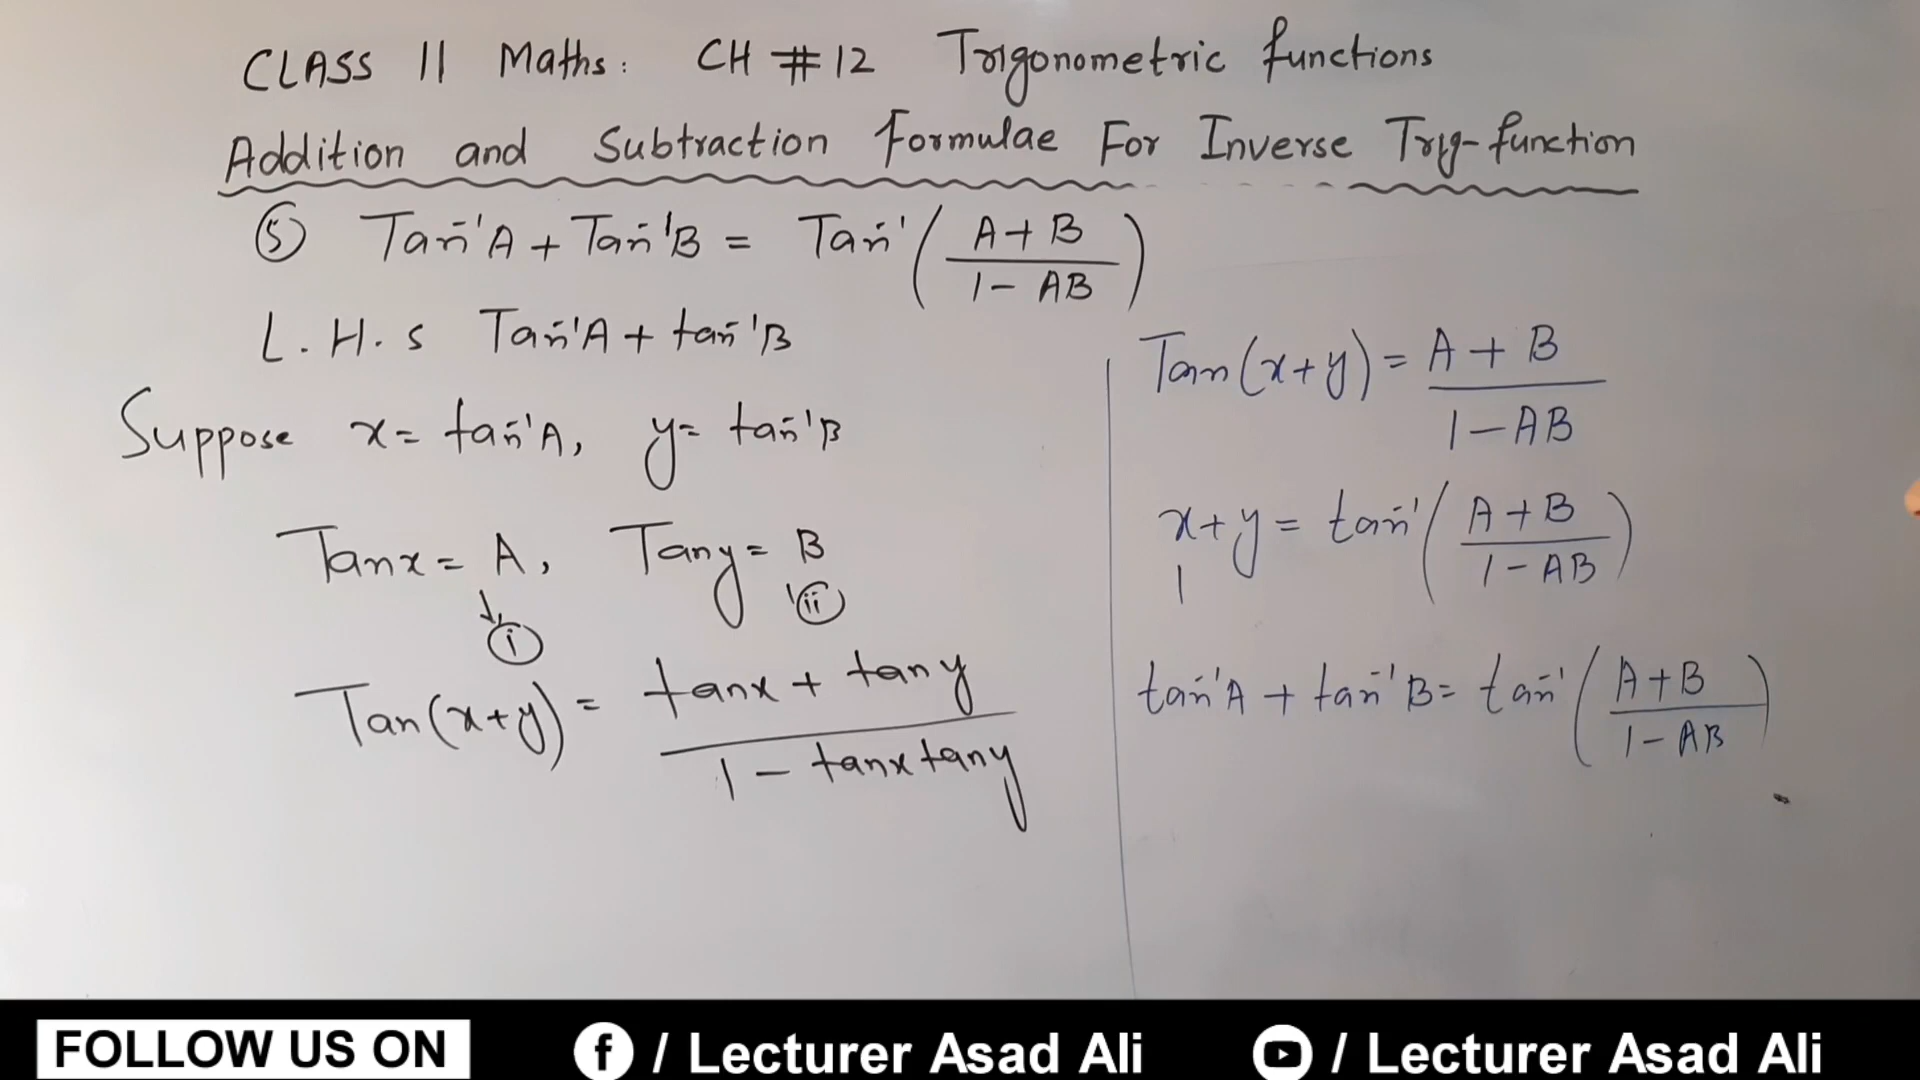 CLASS 11 Maths: CH # 12 Trigonometric functions
Addition and Subtraction Formulae For Inverse Trig-function
⑤ Tan⁻¹A + Tan⁻¹B = Tan⁻¹((A+B)/(1-AB))
L.H.S Tan⁻¹A + tan⁻¹B
Suppose x = tan⁻¹A, y = tan⁻¹B
Tanx = A, Tany = B
(i) (ii)
Tan(x+y) = (tanx + tany)/(1 - tanx tany)
Tan(x+y) = (A + B)/(1-AB)
x+y = tan⁻¹((A+B)/(1-AB))
tan⁻¹A + tan⁻¹B = tan⁻¹((A+B)/(1-AB))
FOLLOW US ON f / Lecturer Asad Ali / Lecturer Asad Ali